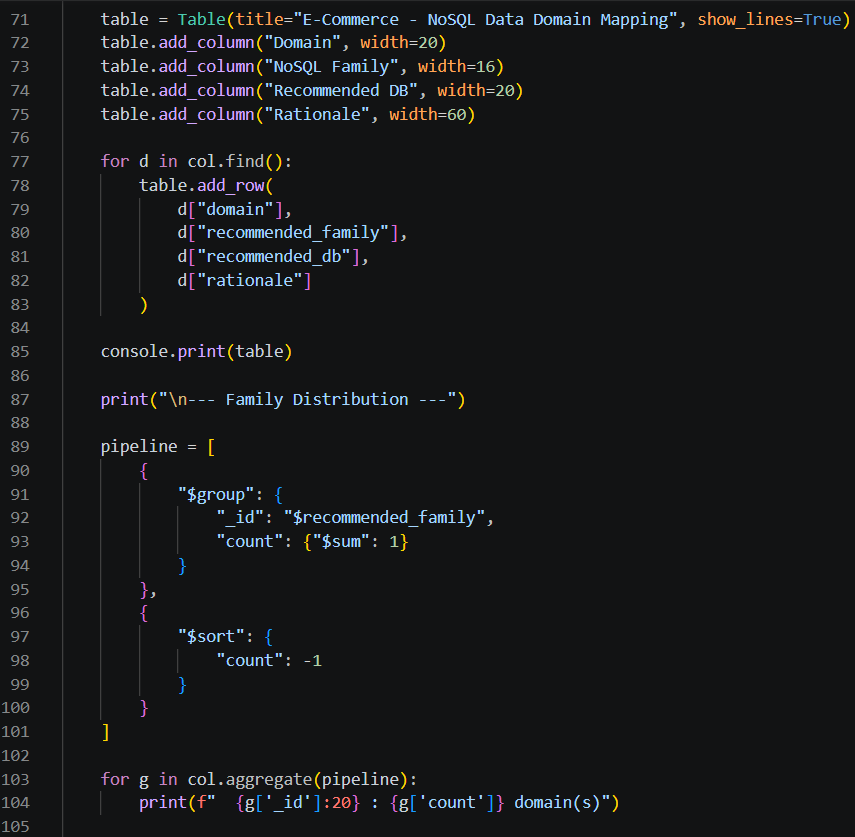 71 table = Table(title="E-Commerce - NoSQL Data Domain Mapping", show_lines=True)
72 table.add_column("Domain", width=20)
73 table.add_column("NoSQL Family", width=16)
74 table.add_column("Recommended DB", width=20)
75 table.add_column("Rationale", width=60)
76
77 for d in col.find():
78     table.add_row(
79         d["domain"],
80         d["recommended_family"],
81         d["recommended_db"],
82         d["rationale"]
83     )
84
85 console.print(table)
86
87 print("\n--- Family Distribution ---")
88
89 pipeline = [
90     {
91         "$group": {
92             "_id": "$recommended_family",
93             "count": {"$sum": 1}
94         }
95     },
96     {
97         "$sort": {
98             "count": -1
99         }
100     }
101 ]
102
103 for g in col.aggregate(pipeline):
104     print(f"  {g['_id']:20} : {g['count']} domain(s)")
105